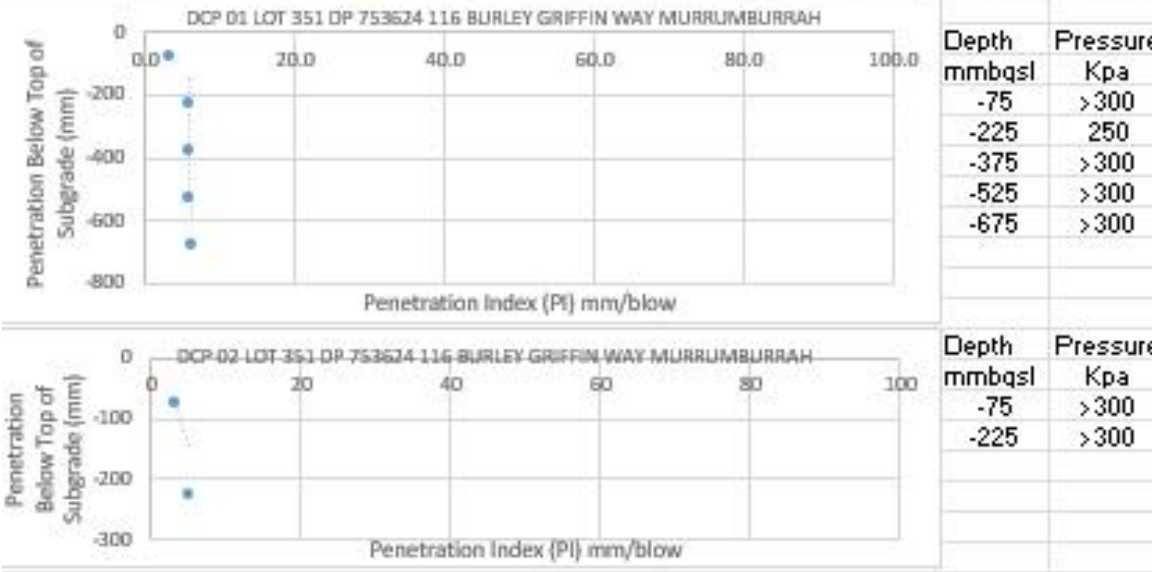 DCP 01 LOT 351 DP 753624 116 BURLEY GRIFFIN WAY MURRUMBURRAH
Penetration Below Top of
Subgrade (mm)
0
0.0 20.0 40.0 60.0 80.0 100.0
-200
-400
-600
-800
Penetration Index (PI) mm/blow
Depth Pressure
mmbgsl Kpa
-75 >300
-225 250
-375 >300
-525 >300
-675 >300
DCP 02 LOT 351 DP 753624 116 BURLEY GRIFFIN WAY MURRUMBURRAH
Penetration
Below Top of
Subgrade (mm)
0
0 20 40 60 80 100
-100
-200
-300
Penetration Index (PI) mm/blow
Depth Pressure
mmbgsl Kpa
-75 >300
-225 >300